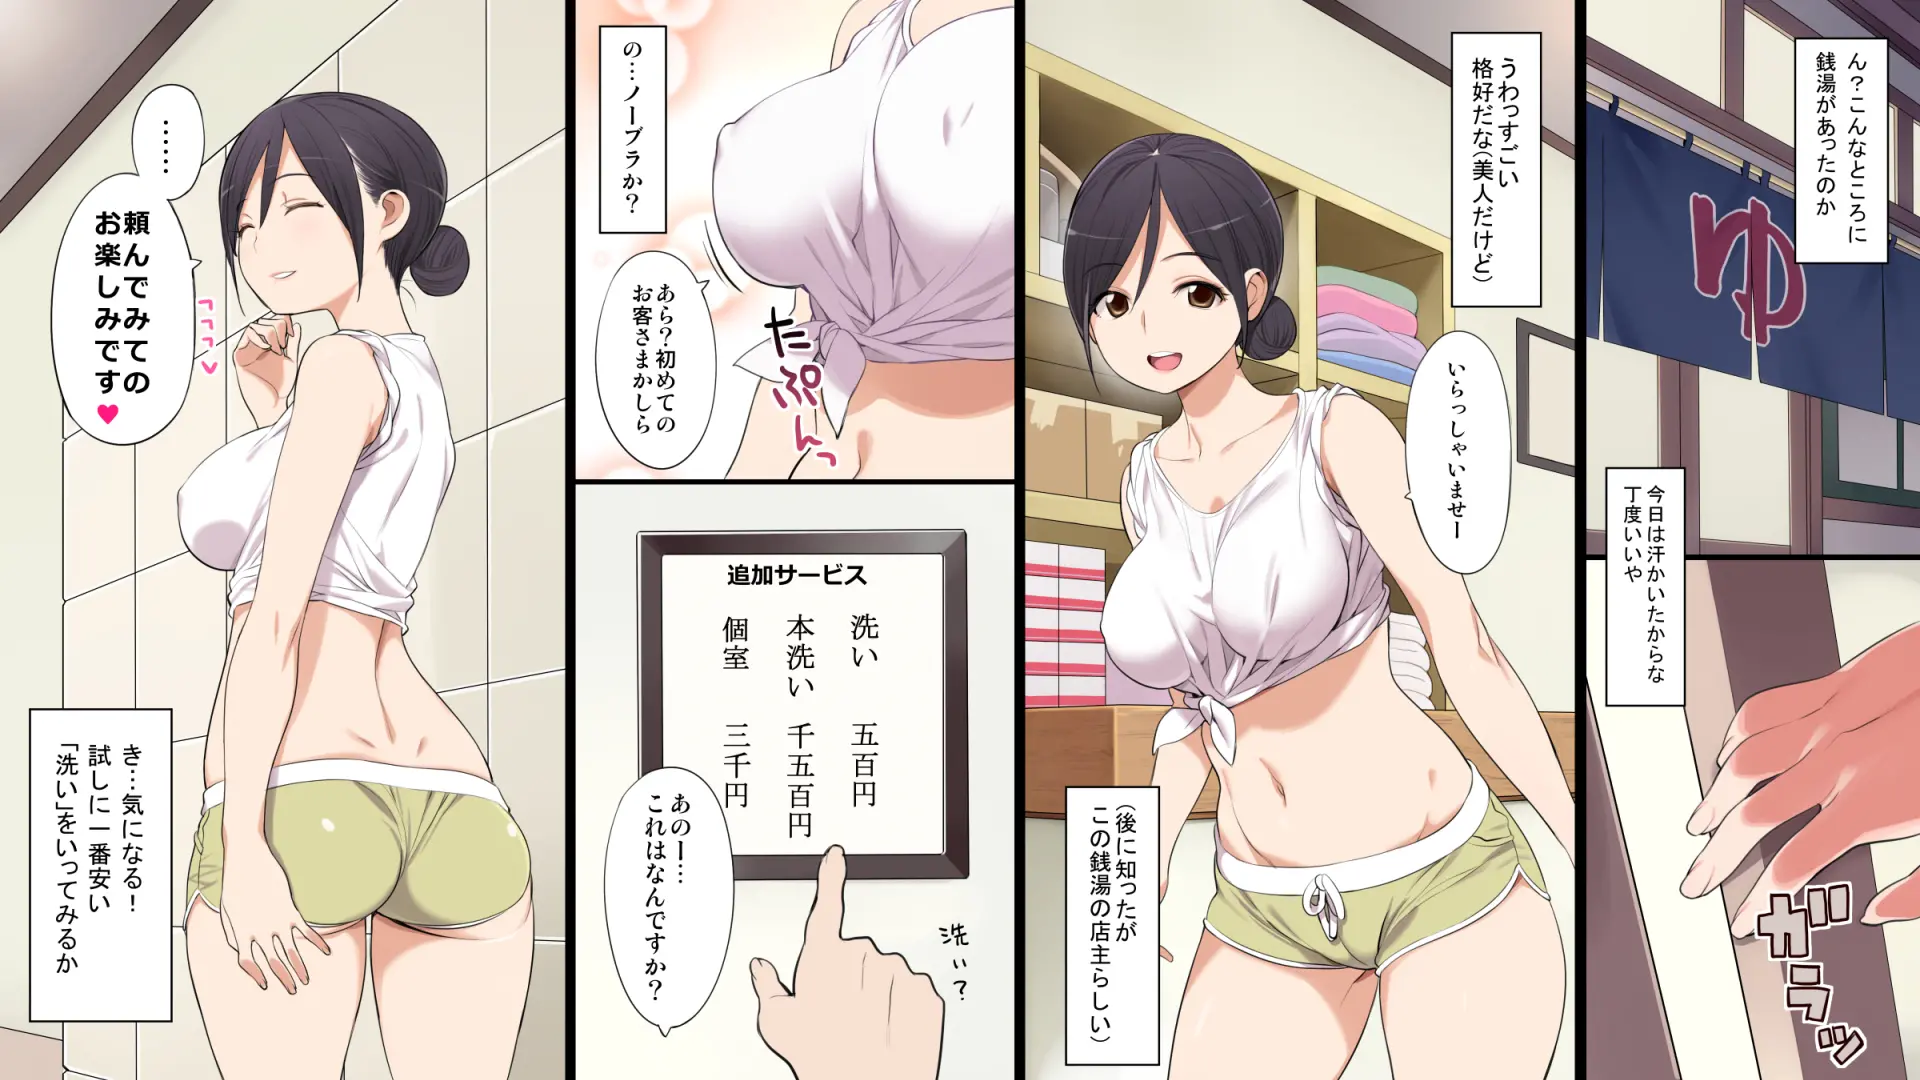 ん?こんなところに
銭湯があったのか
ゆ
今日は汗かいたからな
丁度いいや
ガラッ
うわっすごい
格好だな(美人だけど)
いらっしゃいませー
(後に知ったが
この銭湯の店主らしい)
の…ノーブラか?
たぷんっ
あら?初めての
お客さまかしら
追加サービス
洗い 五百円
本洗い 千五百円
個室 三千円
あのー…
これはなんですか?
洗い?
……
頼んでみての
お楽しみです♥
き…気になる!
試しに一番安い
「洗い」をいってみるか